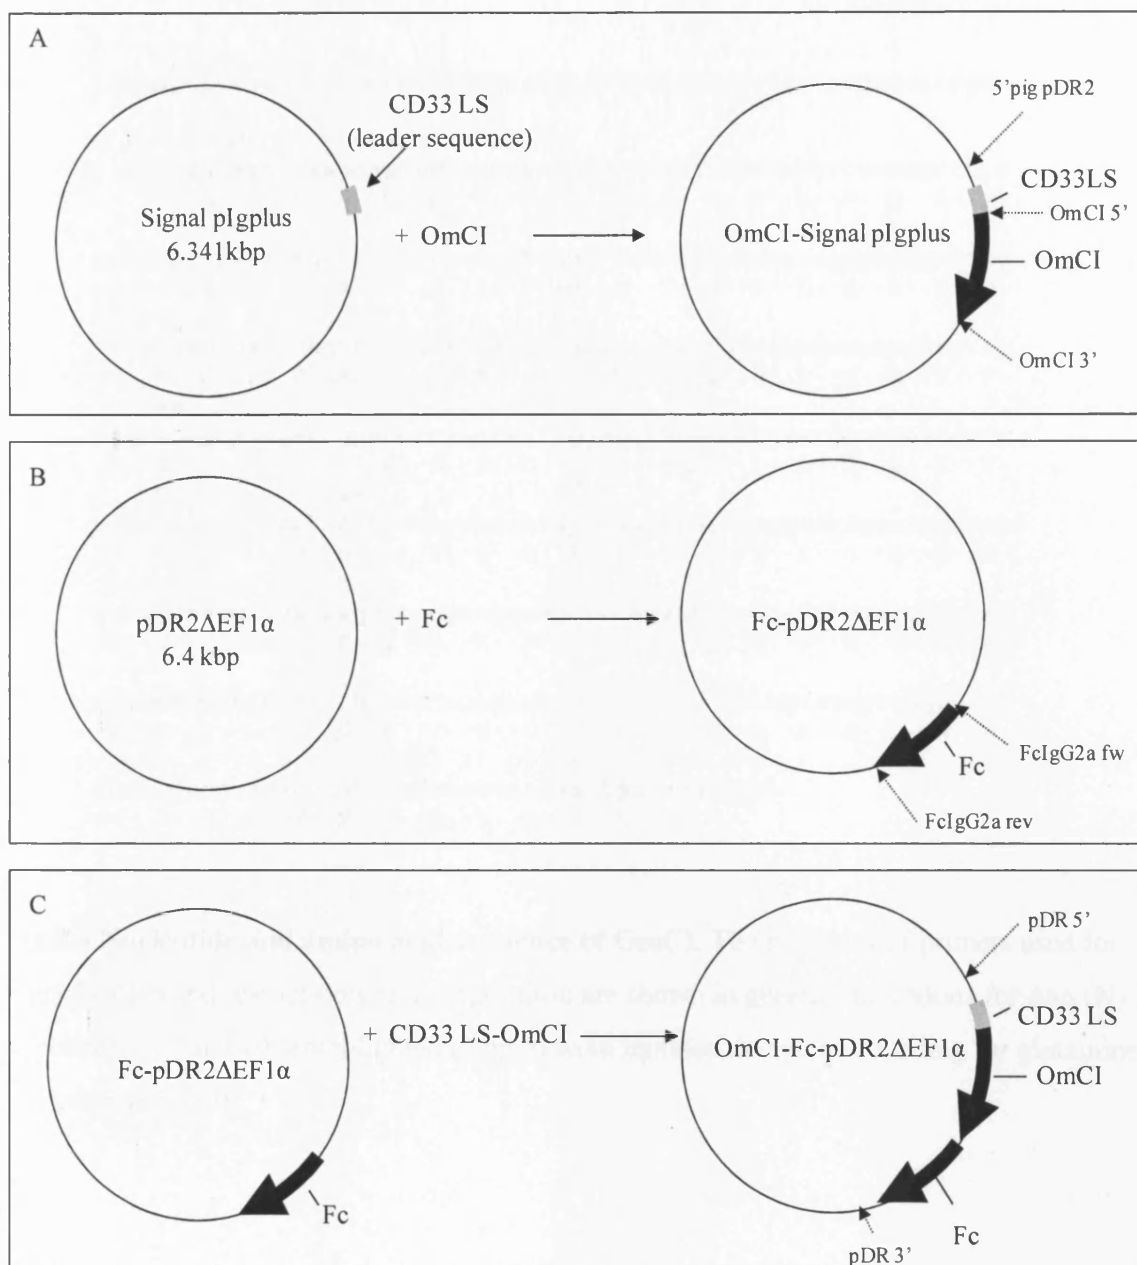 A
CD33 LS
(leader sequence)
Signal pIgplus
6.341kbp
+ OmCI
5'pig pDR2
CD33LS
OmCI 5'
OmCI-Signal pIgplus
OmCI
OmCI 3'
B
pDR2ΔEF1α
6.4 kbp
+ Fc
Fc-pDR2ΔEF1α
FcIgG2a fw
Fc
FcIgG2a rev
C
Fc-pDR2ΔEF1α
Fc
+ CD33 LS-OmCI
pDR 5'
CD33 LS
OmCI-Fc-pDR2ΔEF1α
OmCI
Fc
pDR 3'